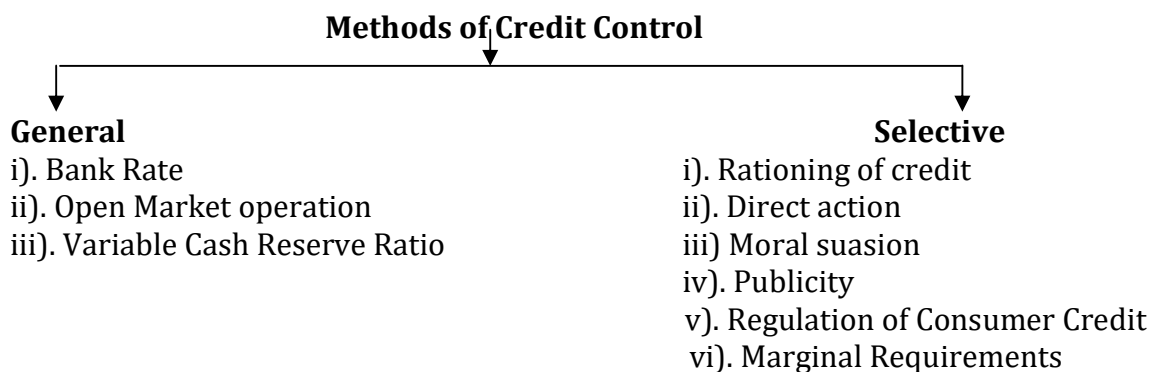 Methods of Credit Control
General
i). Bank Rate
ii). Open Market operation
iii). Variable Cash Reserve Ratio
Selective
i). Rationing of credit
ii). Direct action
iii) Moral suasion
iv). Publicity
v). Regulation of Consumer Credit
vi). Marginal Requirements